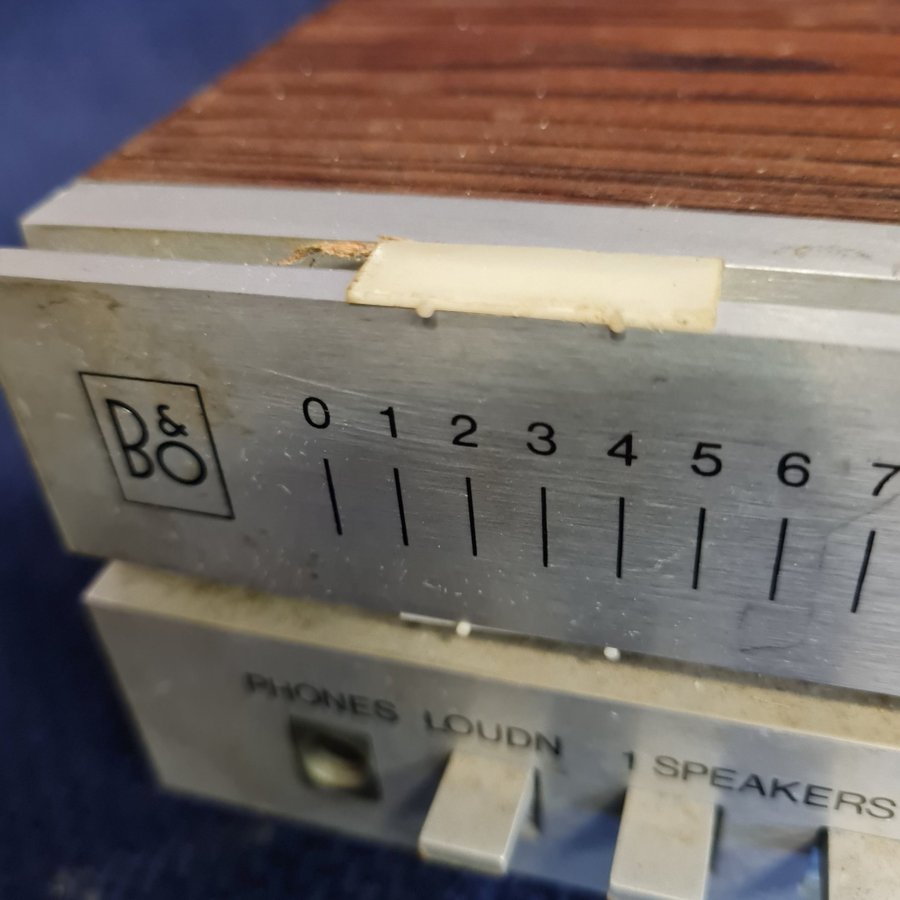 B&O
0 1 2 3 4 5 6 7
PHONES LOUDN 1 SPEAKERS